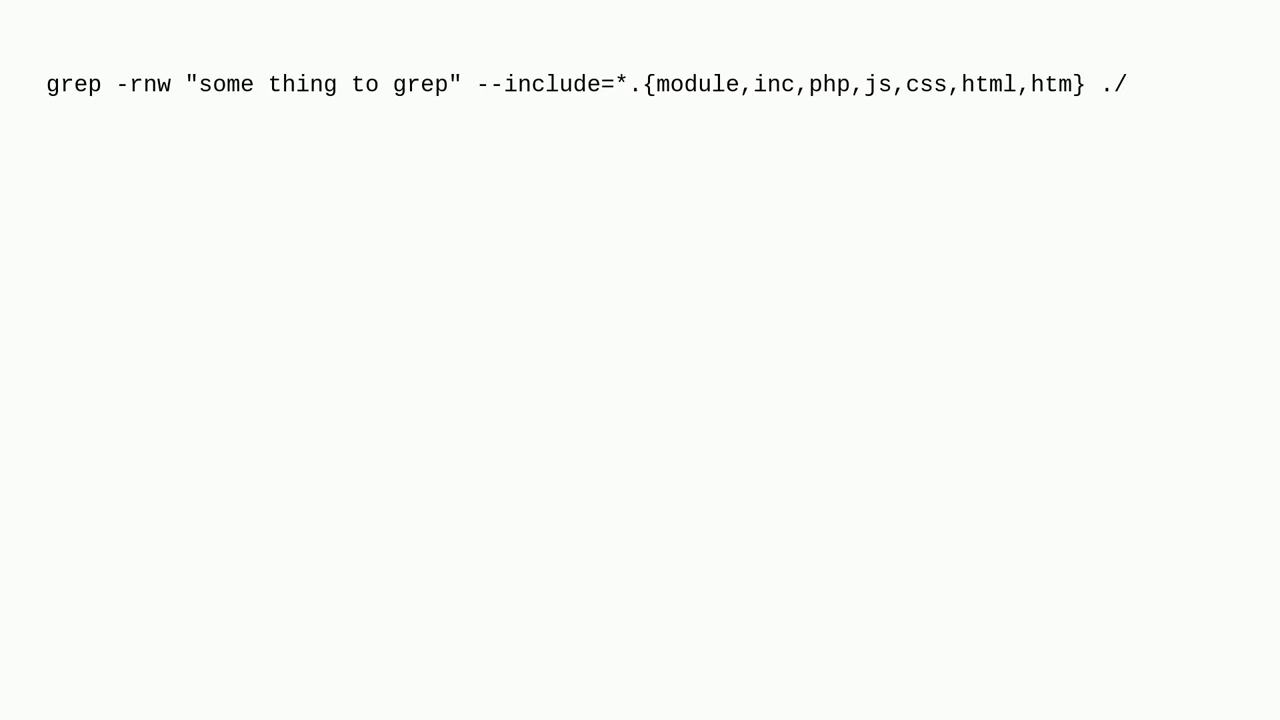 grep -rnw "some thing to grep" --include=*.{module,inc,php,js,css,html,htm} ./